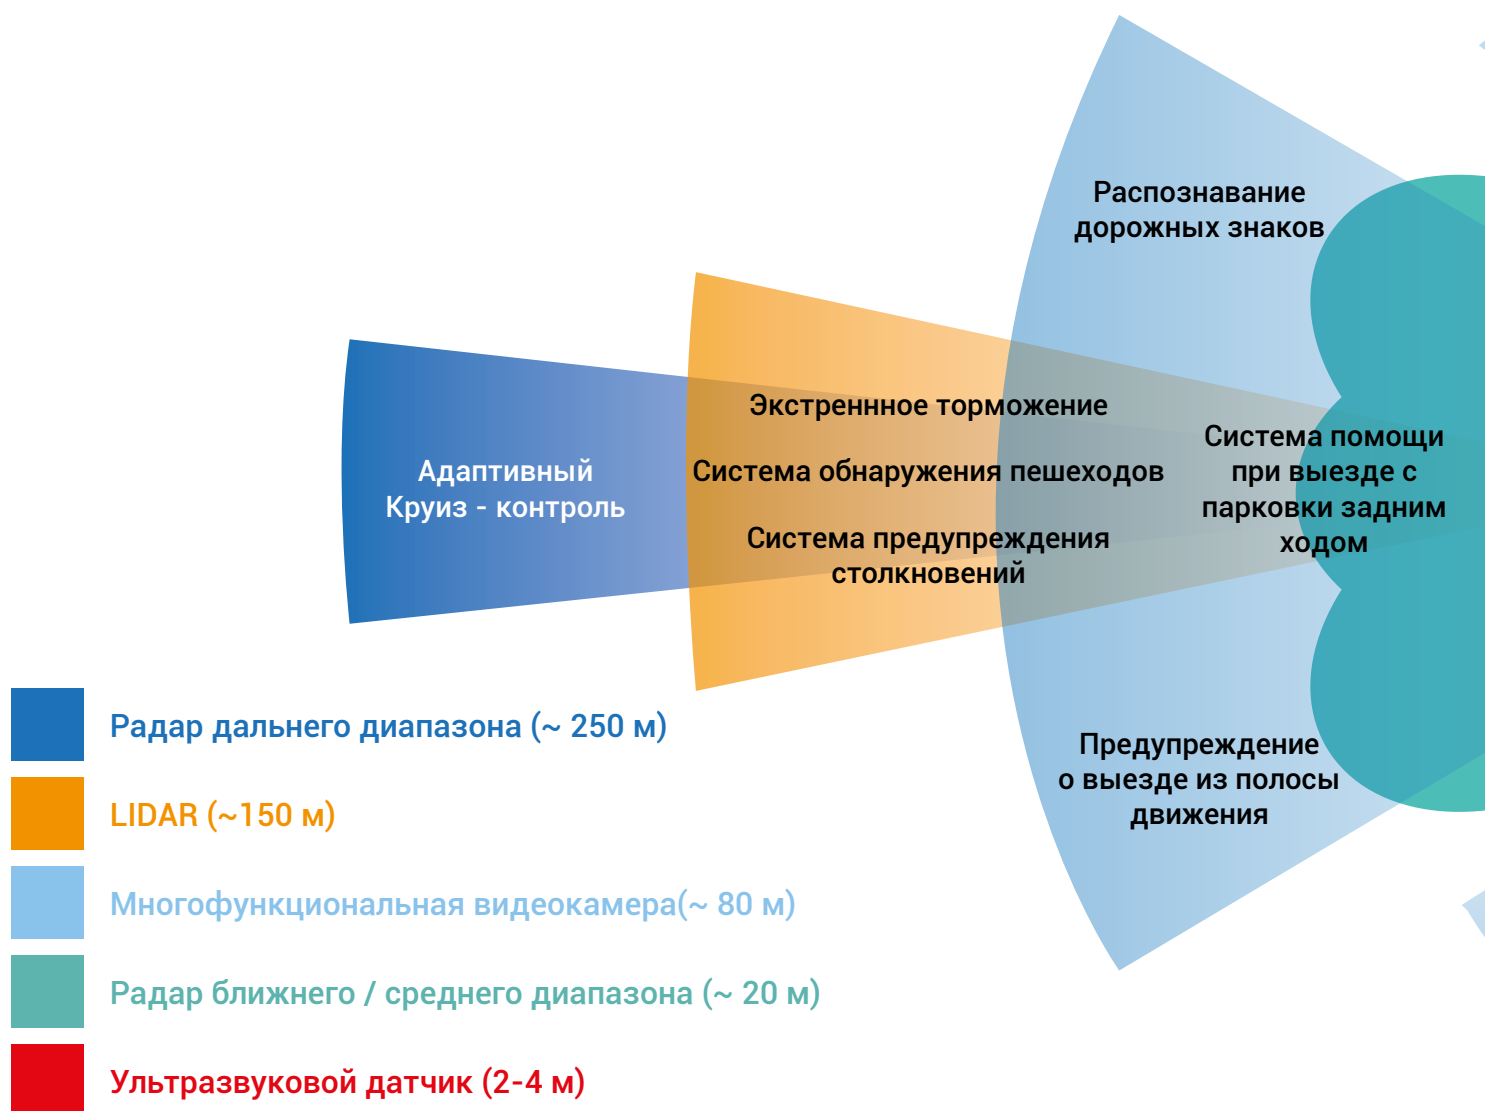 Распознавание
дорожных знаков
Экстреннное торможение
Система обнаружения пешеходов
Система предупреждения
столкновений
Адаптивный
Круиз - контроль
Система помощи
при выезде с
парковки задним
ходом
Предупреждение
о выезде из полосы
движения
Радар дальнего диапазона (~ 250 м)
LIDAR (~150 м)
Многофункциональная видеокамера(~ 80 м)
Радар ближнего / среднего диапазона (~ 20 м)
Ультразвуковой датчик (2-4 м)